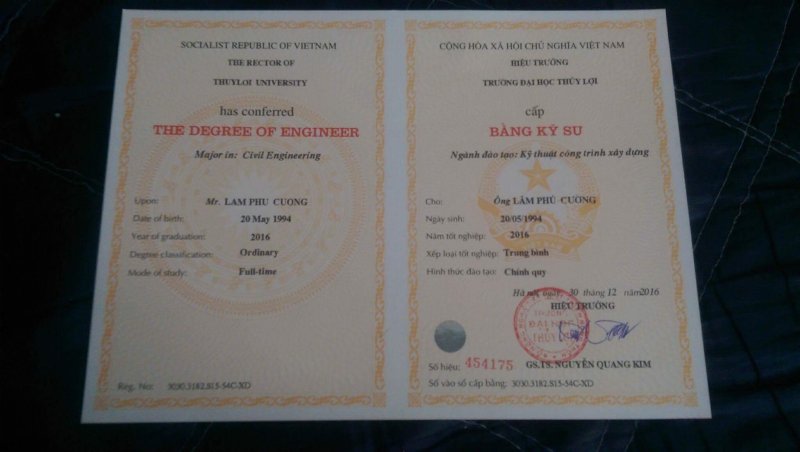 SOCIALIST REPUBLIC OF VIETNAM
THE RECTOR OF
THUYLOI UNIVERSITY
has conferred
THE DEGREE OF ENGINEER
Major in: Civil Engineering
Upon: Mr. LAM PHU CUONG
Date of birth: 20 May 1994
Year of graduation: 2016
Degree classification: Ordinary
Mode of study: Full-time
Reg. No: 3030.3182.S15-54C-XD
CỘNG HÒA XÃ HỘI CHỦ NGHĨA VIỆT NAM
HIỆU TRƯỞNG
TRƯỜNG ĐẠI HỌC THỦY LỢI
cấp
BẰNG KỸ SƯ
Ngành đào tạo: Kỹ thuật công trình xây dựng
Cho: Ông LÂM PHÚ CƯỜNG
Ngày sinh: 20/05/1994
Năm tốt nghiệp: 2016
Xếp loại tốt nghiệp: Trung bình
Hình thức đào tạo: Chính quy
Hà nội, ngày, 30 tháng 12 năm 2016
HIỆU TRƯỞNG
TRƯỜNG
ĐẠI HỌC
THỦY LỢI
Số hiệu: 454175 GS.TS. NGUYỄN QUANG KIM
Số vào sổ cấp bằng: 3030.3182.S15-54C-XD